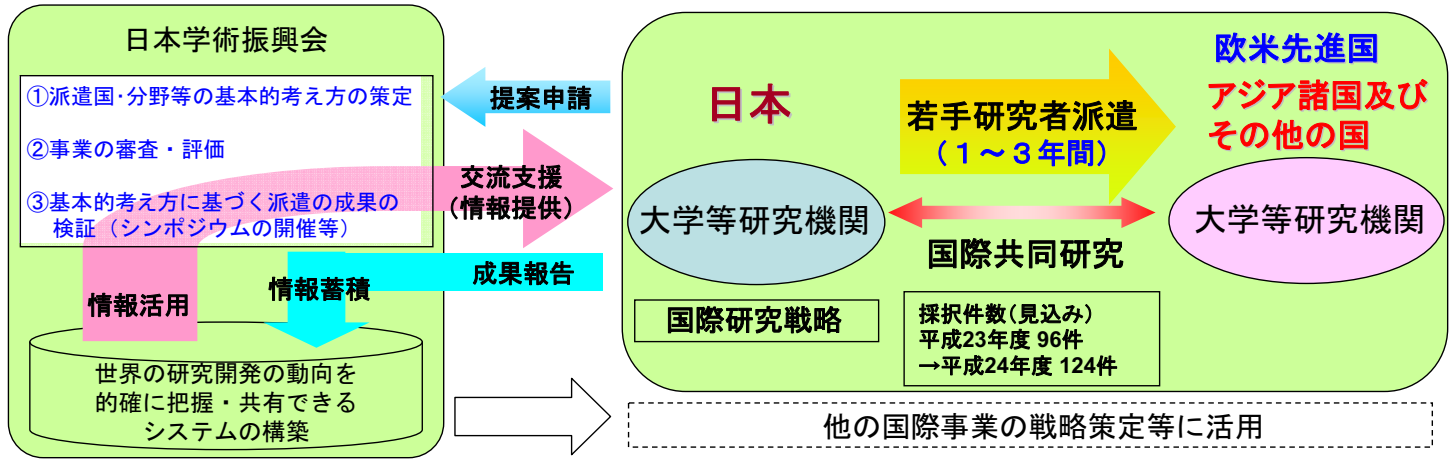 日本学術振興会
①派遣国･分野等の基本的考え方の策定
②事業の審査・評価
③基本的考え方に基づく派遣の成果の
検証（シンポジウムの開催等）
提案申請
交流支援
（情報提供）
成果報告
情報活用
情報蓄積
世界の研究開発の動向を
的確に把握・共有できる
システムの構築
日本
大学等研究機関
国際研究戦略
若手研究者派遣
（１～３年間）
国際共同研究
採択件数（見込み）
平成23年度 96件
→平成24年度 124件
欧米先進国
アジア諸国及び
その他の国
大学等研究機関
他の国際事業の戦略策定等に活用